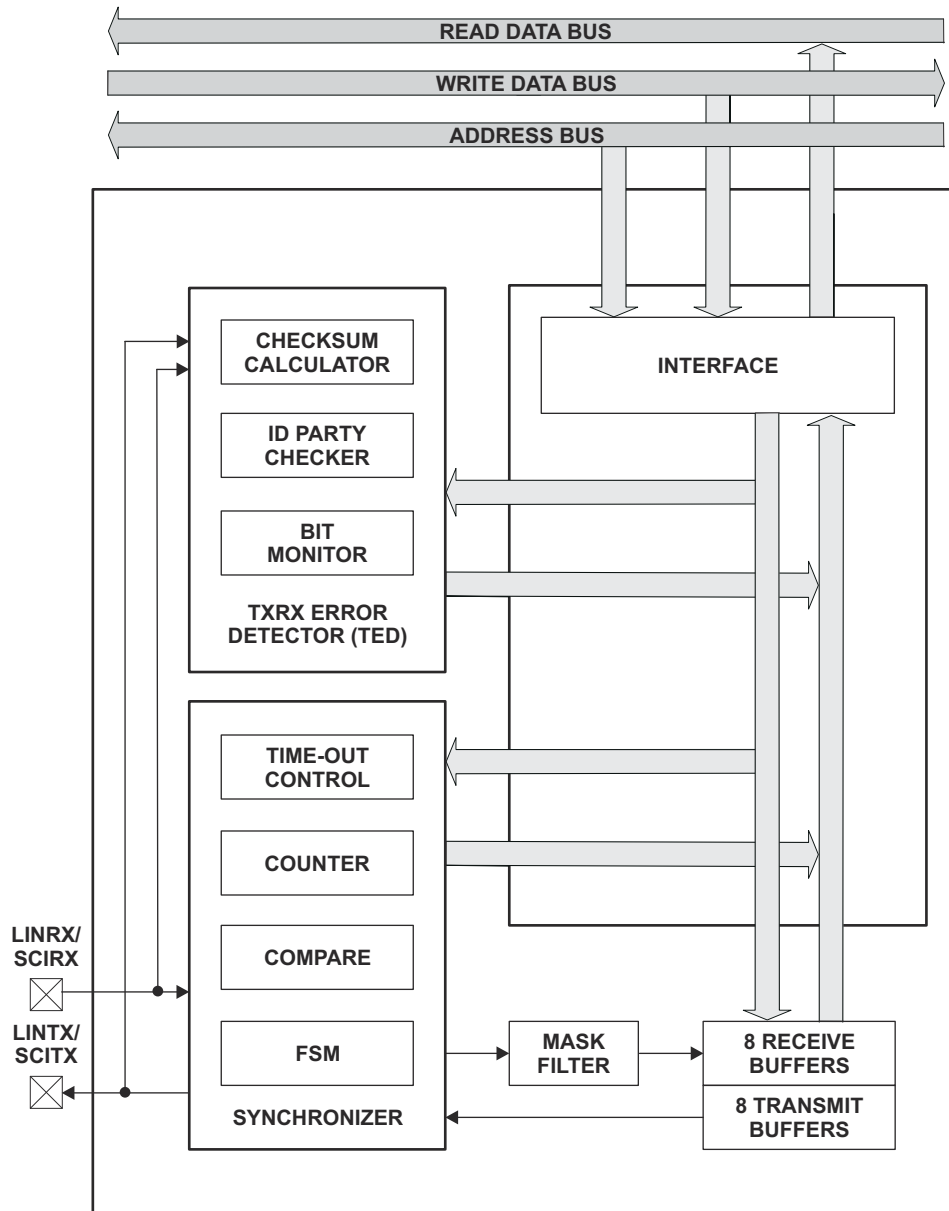 READ DATA BUS
WRITE DATA BUS
ADDRESS BUS
CHECKSUM
CALCULATOR
INTERFACE
ID PARTY
CHECKER
BIT
MONITOR
TXRX ERROR
DETECTOR (TED)
TIME-OUT
CONTROL
COUNTER
LINRX/
SCIRX
COMPARE
LINTX/
SCITX
FSM
MASK
FILTER
8 RECEIVE
BUFFERS
SYNCHRONIZER
8 TRANSMIT
BUFFERS